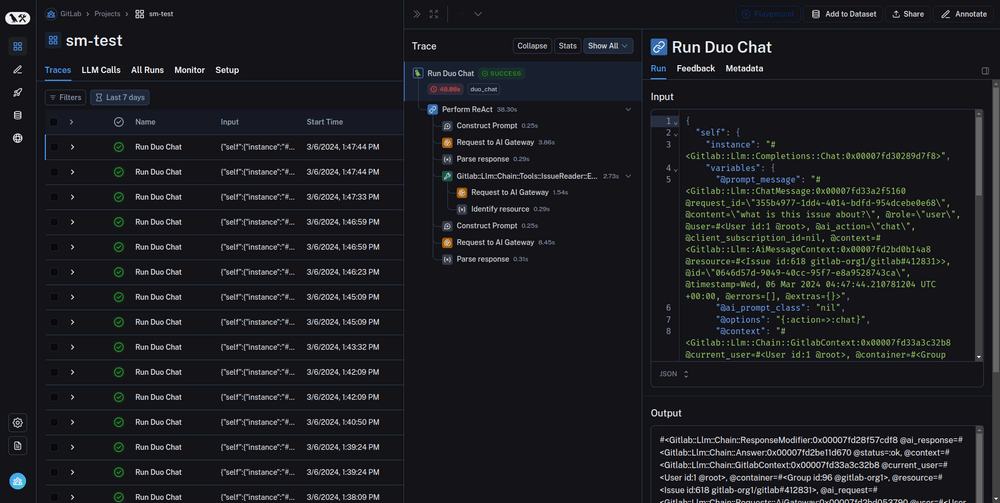 GitLab > Projects > sm-test
Playground
Add to Dataset
Share
Annotate
sm-test
Traces LLM Calls All Runs Monitor Setup
Filters Last 7 days
Name Input Start Time
Run Duo Chat {"self":{"instance":"#... 3/6/2024, 1:47:44 PM
Run Duo Chat {"self":{"instance":"#... 3/6/2024, 1:47:44 PM
Run Duo Chat {"self":{"instance":"#... 3/6/2024, 1:47:33 PM
Run Duo Chat {"self":{"instance":"#... 3/6/2024, 1:46:59 PM
Run Duo Chat {"self":{"instance":"#... 3/6/2024, 1:46:59 PM
Run Duo Chat {"self":{"instance":"#... 3/6/2024, 1:46:23 PM
Run Duo Chat {"self":{"instance":"#... 3/6/2024, 1:45:09 PM
Run Duo Chat {"self":{"instance":"#... 3/6/2024, 1:45:09 PM
Run Duo Chat {"self":{"instance":"#... 3/6/2024, 1:43:32 PM
Run Duo Chat {"self":{"instance":"#... 3/6/2024, 1:42:09 PM
Run Duo Chat {"self":{"instance":"#... 3/6/2024, 1:42:09 PM
Run Duo Chat {"self":{"instance":"#... 3/6/2024, 1:40:50 PM
Run Duo Chat {"self":{"instance":"#... 3/6/2024, 1:39:24 PM
Run Duo Chat {"self":{"instance":"#... 3/6/2024, 1:39:24 PM
Run Duo Chat {"self":{"instance":"#... 3/6/2024, 1:38:09 PM
Trace Collapse Stats Show All
Run Duo Chat SUCCESS
48.86s duo_chat
Perform ReAct 38.30s
Construct Prompt 0.25s
Request to AI Gateway 3.86s
Parse response 0.29s
Gitlab::Llm::Chain::Tools::IssueReader::E... 2.73s
Request to AI Gateway 1.54s
Identify resource 0.29s
Construct Prompt 0.25s
Request to AI Gateway 8.45s
Parse response 0.31s
Run Duo Chat
Run Feedback Metadata
Input
1 {
2 "self": {
3 "instance": "#
<Gitlab::Llm::Completions::Chat:0x00007fd30289d7f8>",
4 "variables": {
5 "@prompt_message": "#
<Gitlab::Llm::ChatMessage:0x00007fd33a2f5160
@request_id=\"355b4977-1dd4-4014-bdfd-954dcebe0e68\",
@content=\"what is this issue about?\", @role=\"user\",
@user=#<User id:1 @root>, @ai_action=\"chat\",
@client_subscription_id=nil, @context=#
<Gitlab::Llm::AiMessageContext:0x00007fd2bd0b14a8
@resource=#<Issue id:618 gitlab-org1/gitlab#412831>>,
@id=\"0646d57d-9049-40cc-95f7-e8a9528743ca\",
@timestamp=Wed, 06 Mar 2024 04:47:44.210781204 UTC
+00:00, @errors=[], @extras={}>",
6 "@ai_prompt_class": "nil",
7 "@options": "{:action=>:chat}",
8 "@context": "#
<Gitlab::Llm::Chain::GitlabContext:0x00007fd33a3c32b8
@current_user=#<User id:1 @root>, @container=#<Group
JSON
Output
#<Gitlab::Llm::Chain::ResponseModifier:0x00007fd28f57cdf8 @ai_response=#
<Gitlab::Llm::Chain::Answer:0x00007fd2be11d670 @status=:ok, @context=#
<Gitlab::Llm::Chain::GitlabContext:0x00007fd33a3c32b8 @current_user=#
<User id:1 @root>, @container=#<Group id:96 @gitlab-org1>, @resource=#
<Issue id:618 gitlab-org1/gitlab#412831>, @ai_request=#
<Gitlab::Llm::Chain::Requests::AiGateway:0x00007fd2bd053790 @user=#<User